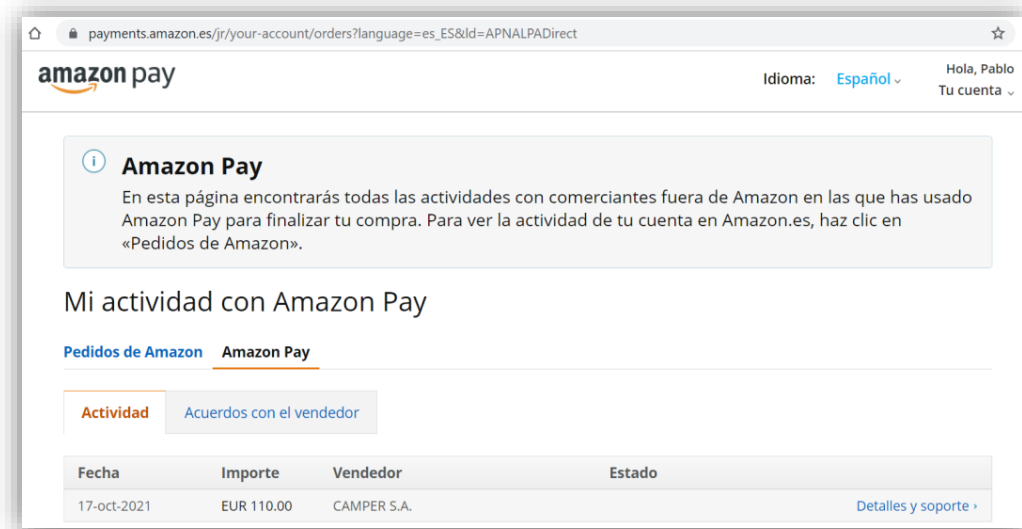 payments.amazon.es/jr/your-account/orders?language=es_ES&ld=APNALPADirect
amazon pay
Idioma: Español
Hola, Pablo
Tu cuenta
Amazon Pay
En esta página encontrarás todas las actividades con comerciantes fuera de Amazon en las que has usado
Amazon Pay para finalizar tu compra. Para ver la actividad de tu cuenta en Amazon.es, haz clic en
«Pedidos de Amazon».
Mi actividad con Amazon Pay
Pedidos de Amazon Amazon Pay
Actividad Acuerdos con el vendedor
Fecha Importe Vendedor Estado
17-oct-2021 EUR 110.00 CAMPER S.A. Detalles y soporte ›